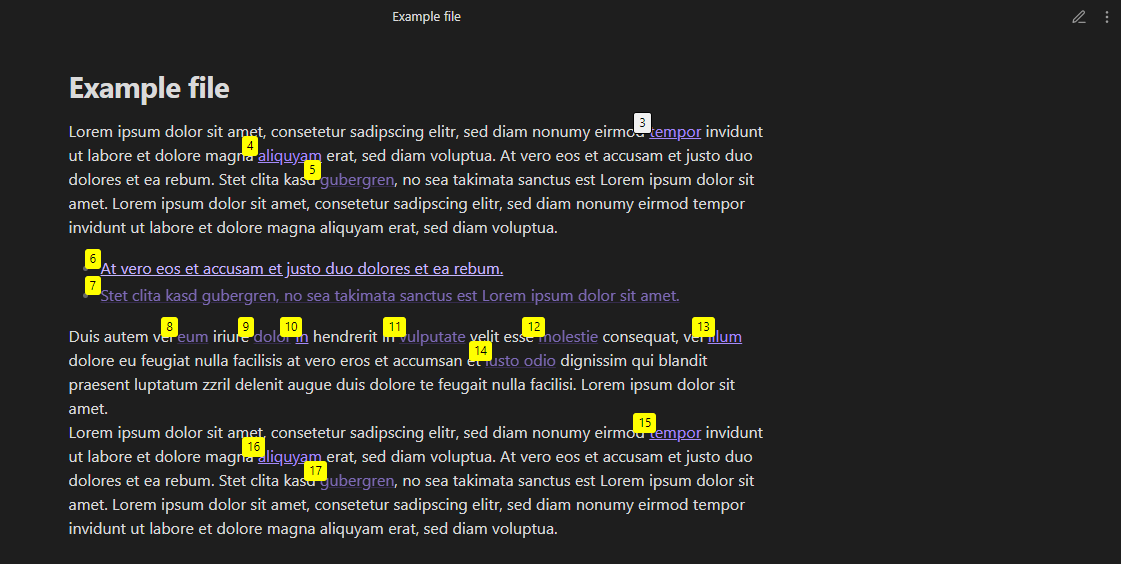 Example file
Example file
3
Lorem ipsum dolor sit amet, consetetur sadipscing elitr, sed diam nonumy eirmod tempor invidunt
4
ut labore et dolore magna aliquyam erat, sed diam voluptua. At vero eos et accusam et justo duo
5
dolores et ea rebum. Stet clita kasd gubergren, no sea takimata sanctus est Lorem ipsum dolor sit
amet. Lorem ipsum dolor sit amet, consetetur sadipscing elitr, sed diam nonumy eirmod tempor
invidunt ut labore et dolore magna aliquyam erat, sed diam voluptua.
6
At vero eos et accusam et justo duo dolores et ea rebum.
7
Stet clita kasd gubergren, no sea takimata sanctus est Lorem ipsum dolor sit amet.
8 9 10 11 12 13
Duis autem vel eum iriure dolor in hendrerit in vulputate velit esse molestie consequat, vel illum
14
dolore eu feugiat nulla facilisis at vero eros et accumsan et iusto odio dignissim qui blandit
praesent luptatum zzril delenit augue duis dolore te feugait nulla facilisi. Lorem ipsum dolor sit
amet.
15
Lorem ipsum dolor sit amet, consetetur sadipscing elitr, sed diam nonumy eirmod tempor invidunt
16
ut labore et dolore magna aliquyam erat, sed diam voluptua. At vero eos et accusam et justo duo
17
dolores et ea rebum. Stet clita kasd gubergren, no sea takimata sanctus est Lorem ipsum dolor sit
amet. Lorem ipsum dolor sit amet, consetetur sadipscing elitr, sed diam nonumy eirmod tempor
invidunt ut labore et dolore magna aliquyam erat, sed diam voluptua.